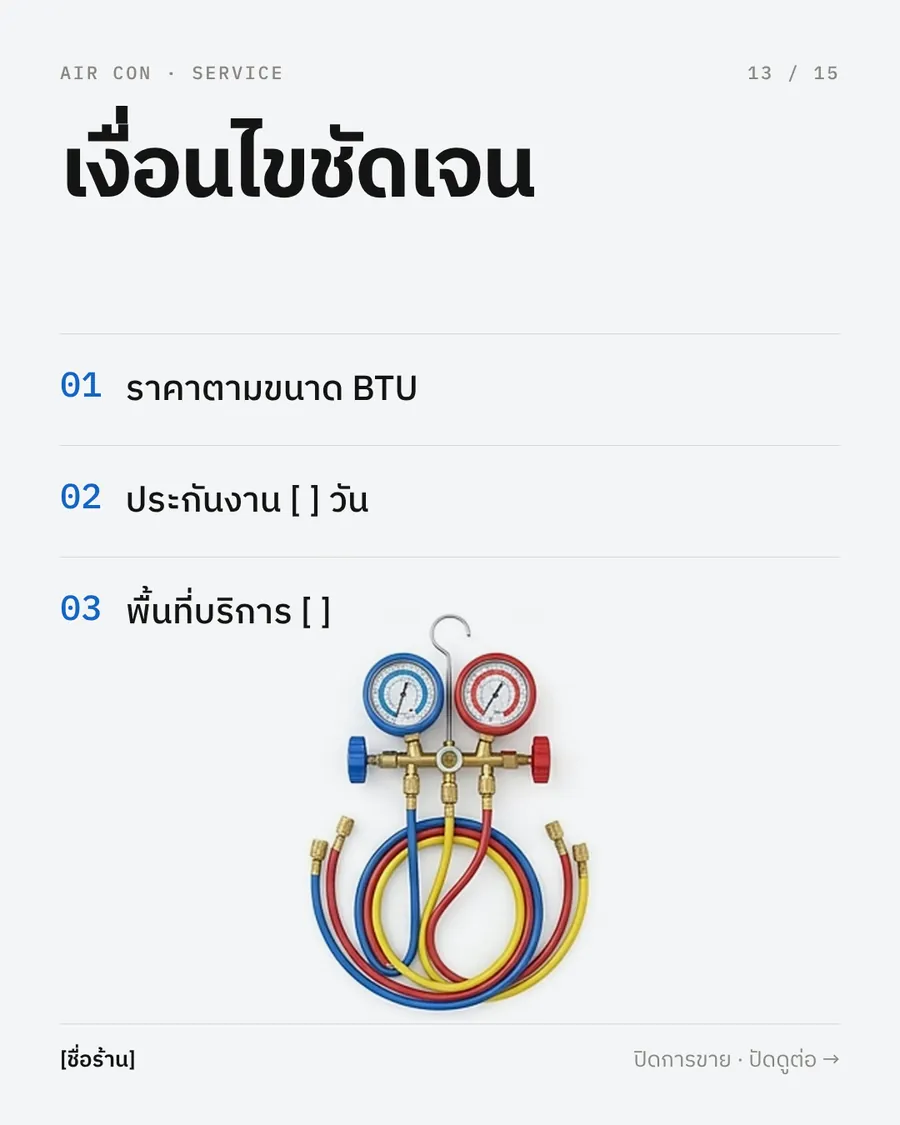 AIR CON · SERVICE
13 / 15
เงื่อนไขชัดเจน
01 ราคาตามขนาด BTU
02 ประกันงาน [ ] วัน
03 พื้นที่บริการ [ ]
[ชื่อร้าน]
ปิดการขาย · ปัดดูต่อ →